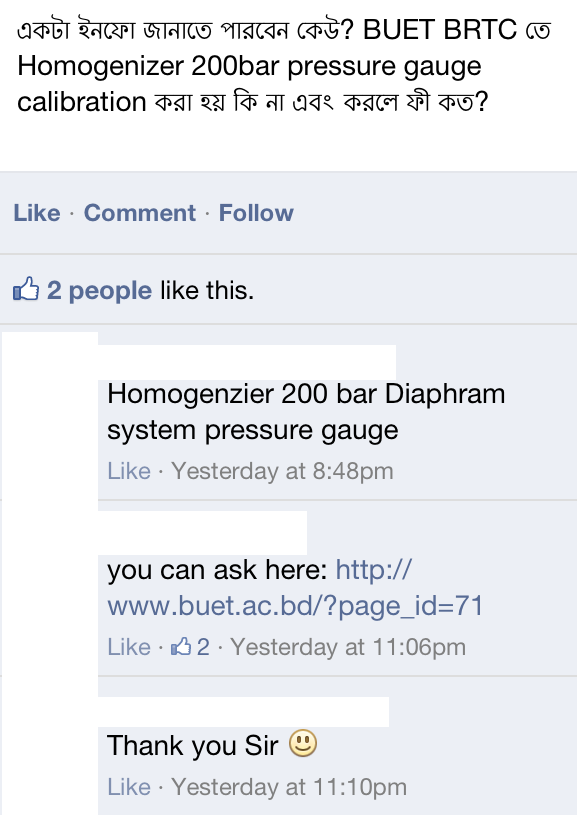 একটা ইনফো জানাতে পারবেন কেউ? BUET BRTC তে
Homogenizer 200bar pressure gauge
calibration করা হয় কি না এবং করলে ফী কত?
Like · Comment · Follow
2 people like this.
Homogenzier 200 bar Diaphram
system pressure gauge
Like · Yesterday at 8:48pm
you can ask here: http://
www.buet.ac.bd/?page_id=71
Like · 2 · Yesterday at 11:06pm
Thank you Sir
Like · Yesterday at 11:10pm